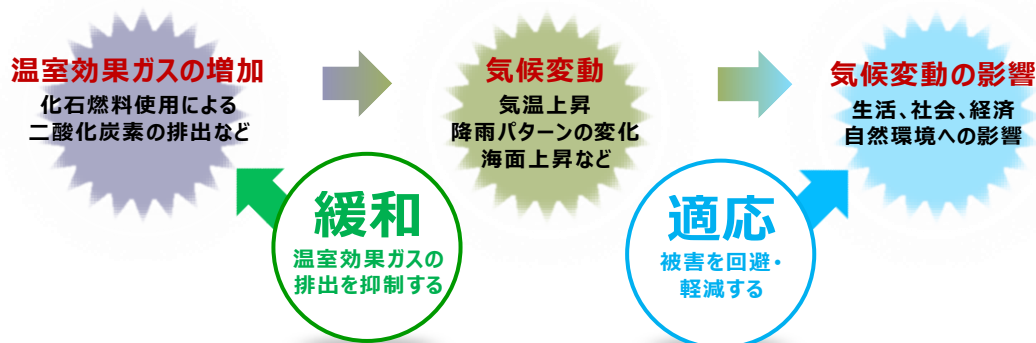 温室効果ガスの増加
化石燃料使用による
二酸化炭素の排出など
気候変動
気温上昇
降雨パターンの変化
海面上昇など
気候変動の影響
生活、社会、経済
自然環境への影響
緩和
温室効果ガスの
排出を抑制する
適応
被害を回避・
軽減する